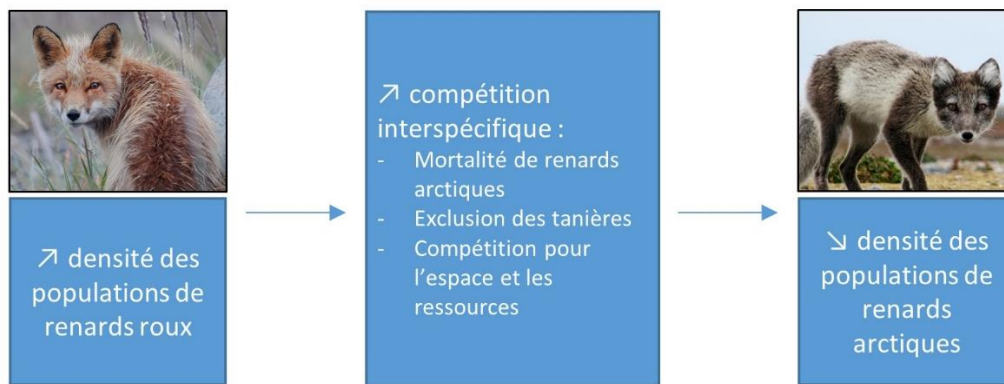 ↗ densité des
populations de
renards roux
↗ compétition
interspécifique :
- Mortalité de renards
arctiques
- Exclusion des tanières
- Compétition pour
l'espace et les
ressources
↘ densité des
populations de
renards
arctiques